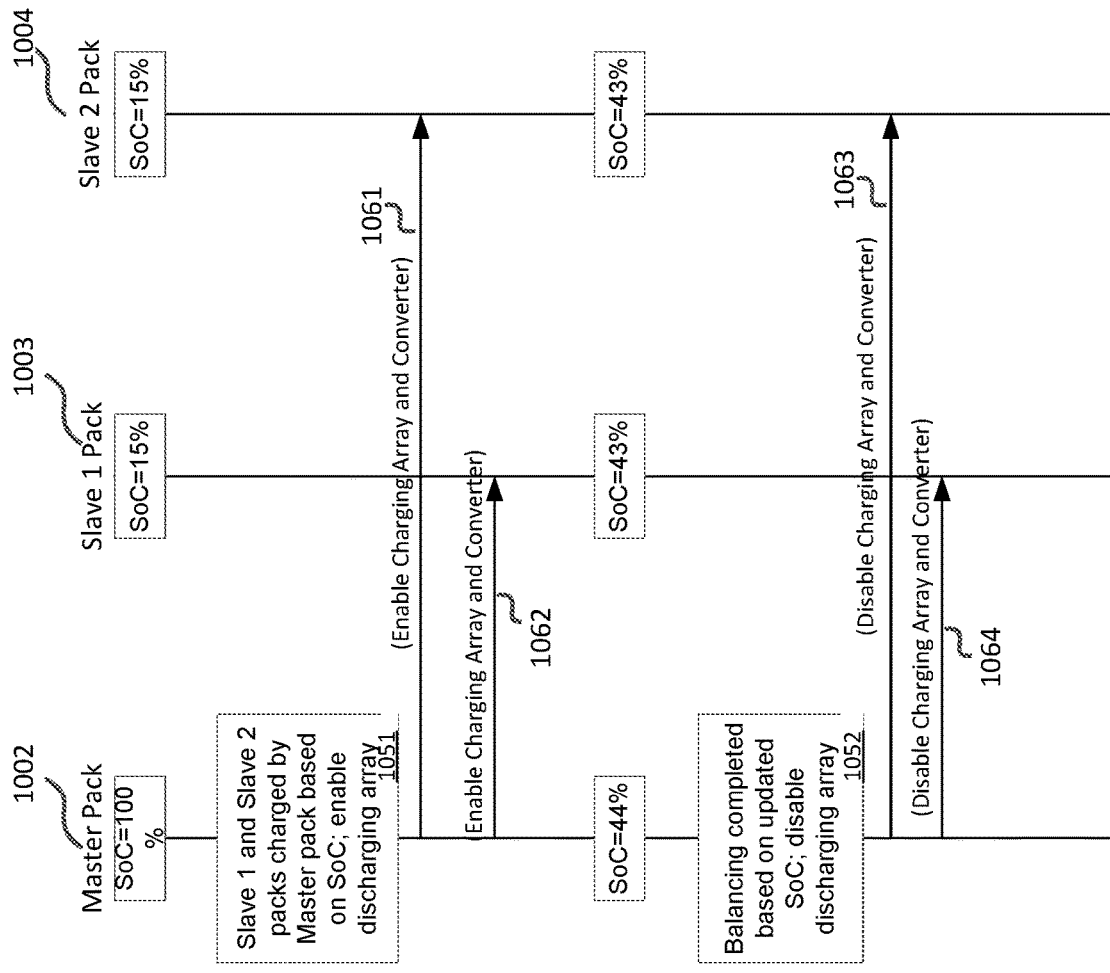 1002
1003
1004
Master Pack
Slave 1 Pack
Slave 2 Pack
SoC=100
%
SoC=15%
SoC=15%
Slave 1 and Slave 2
packs charged by
Master pack based
on SoC; enable
discharging array
1051
(Enable Charging Array and Converter)
1061
(Enable Charging Array and Converter)
1062
SoC=44%
SoC=43%
SoC=43%
Balancing completed
based on updated
SoC; disable
discharging array
1052
(Disable Charging Array and Converter)
1063
(Disable Charging Array and Converter)
1064